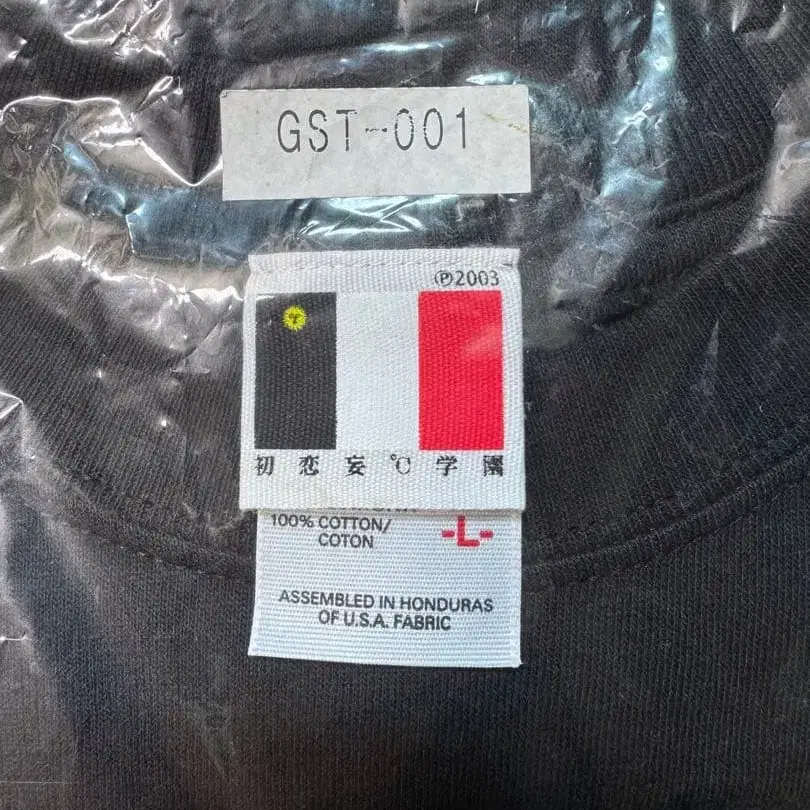 GST-001
Ⓟ2003
初恋妄℃学園
100% COTTON/
COTON
-L-
ASSEMBLED IN HONDURAS
OF U.S.A. FABRIC